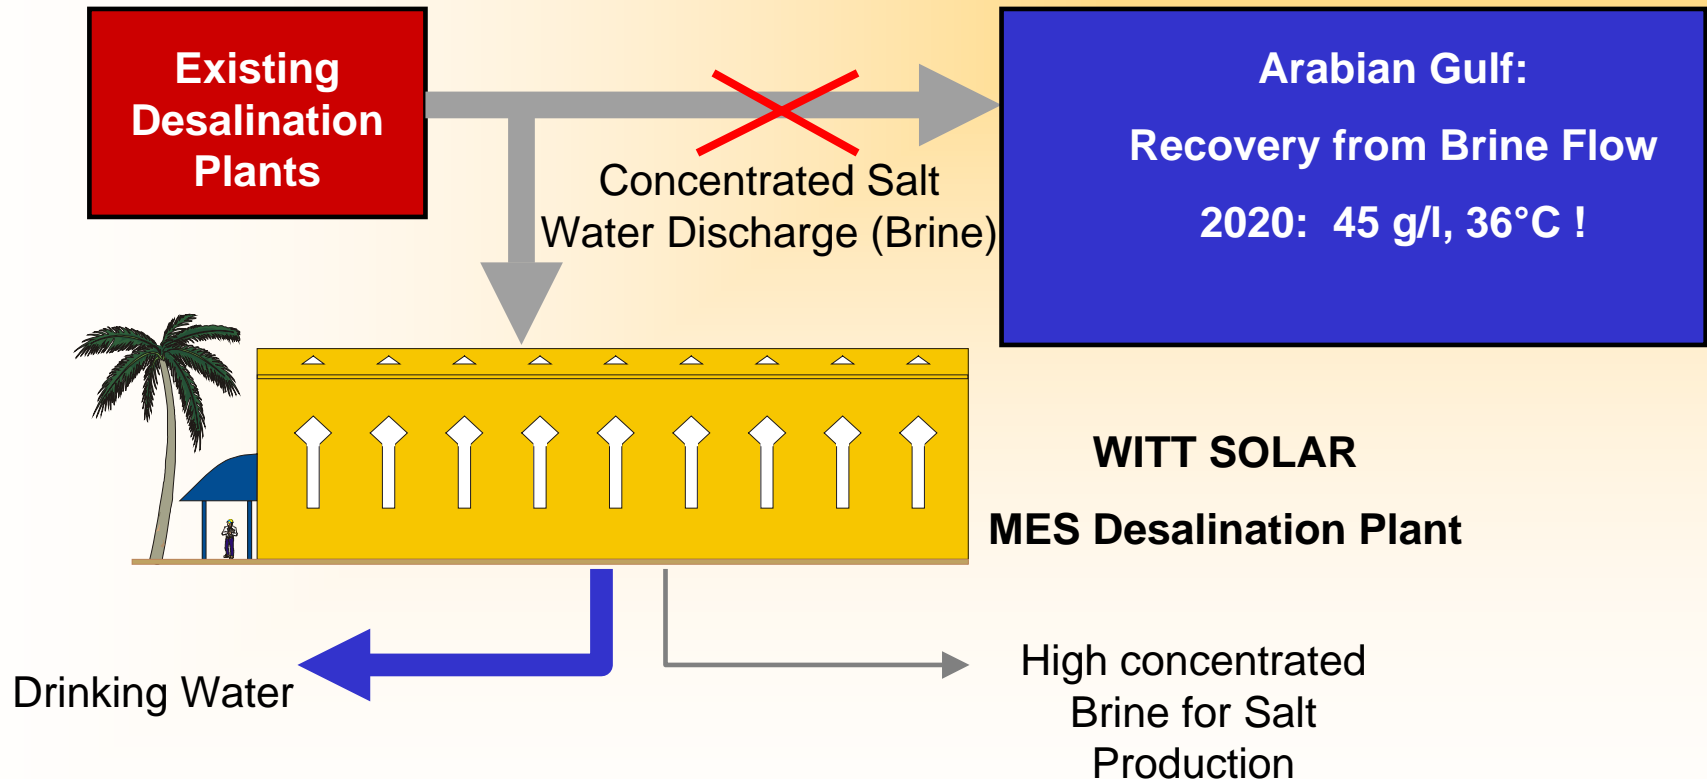 Existing
Desalination
Plants
Concentrated Salt
Water Discharge (Brine)
Arabian Gulf:
Recovery from Brine Flow
2020: 45 g/l, 36°C !
WITT SOLAR
MES Desalination Plant
Drinking Water
High concentrated
Brine for Salt
Production